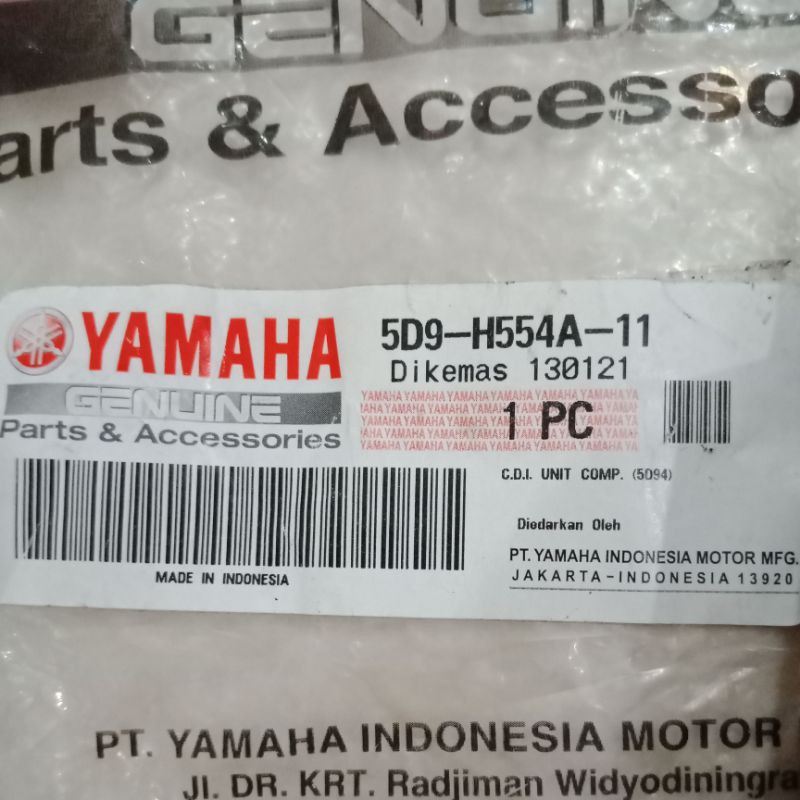 GENUINE
arts & Accesso
YAMAHA
GENUINE
Parts & Accessories
5D9-H554A-11
Dikemas 130121
YAMAHA YAMAHA YAMAHA YAMAHA YAMAHA YAMAHA
1 PC
C.D.I. UNIT COMP. (5D94)
Diedarkan Oleh
PT. YAMAHA INDONESIA MOTOR MFG.
JAKARTA-INDONESIA 13920
MADE IN INDONESIA
PT. YAMAHA INDONESIA MOTOR
Jl. DR. KRT. Radjiman Widyodiningra